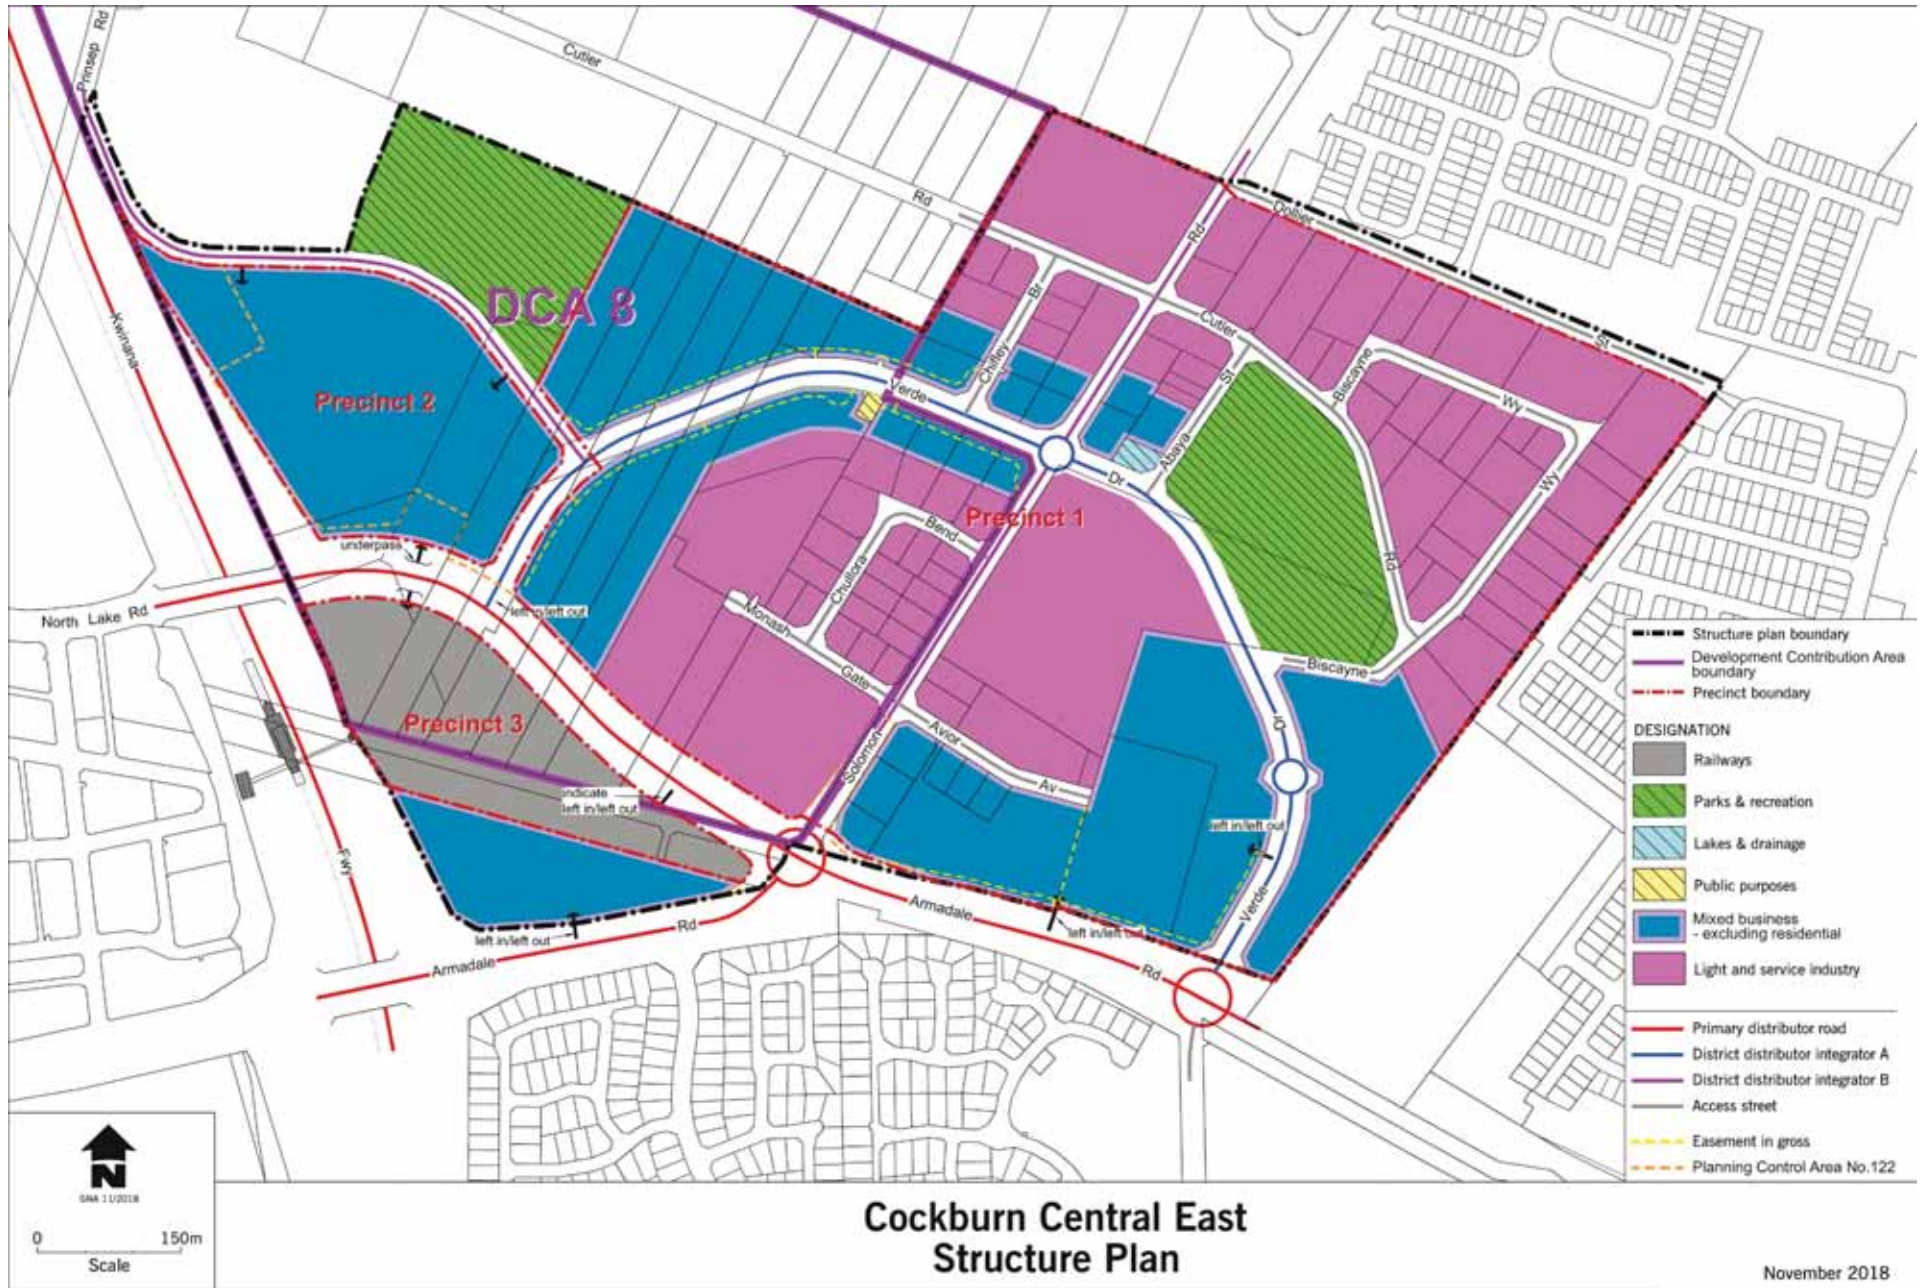 Prinsep Rd
Cutler
Rd
Rd
Dollier
St
DCA 8
Kwinana
Precinct 2
Br
Chifley
Cutler
St
Biscayne
Wy
Verde
Abaya
Dr
Wy
Precinct 1
Bend
underpass
Chullora
Rd
left in/left out
North Lake Rd
Monash
Gate
Biscayne
Precinct 3
Avior
Dr
Solomon
Av
indicate
left in/left out
left in/left out
Fwy
Verde
Armadale
Rd
left in/left out
left in/left out
Armadale
Rd
Structure plan boundary
Development Contribution Area
boundary
Precinct boundary
DESIGNATION
Railways
Parks & recreation
Lakes & drainage
Public purposes
Mixed business
- excluding residential
Light and service industry
Primary distributor road
District distributor integrator A
District distributor integrator B
Access street
Easement in gross
Planning Control Area No.122
N
0 150m
Scale
Cockburn Central East
Structure Plan
November 2018